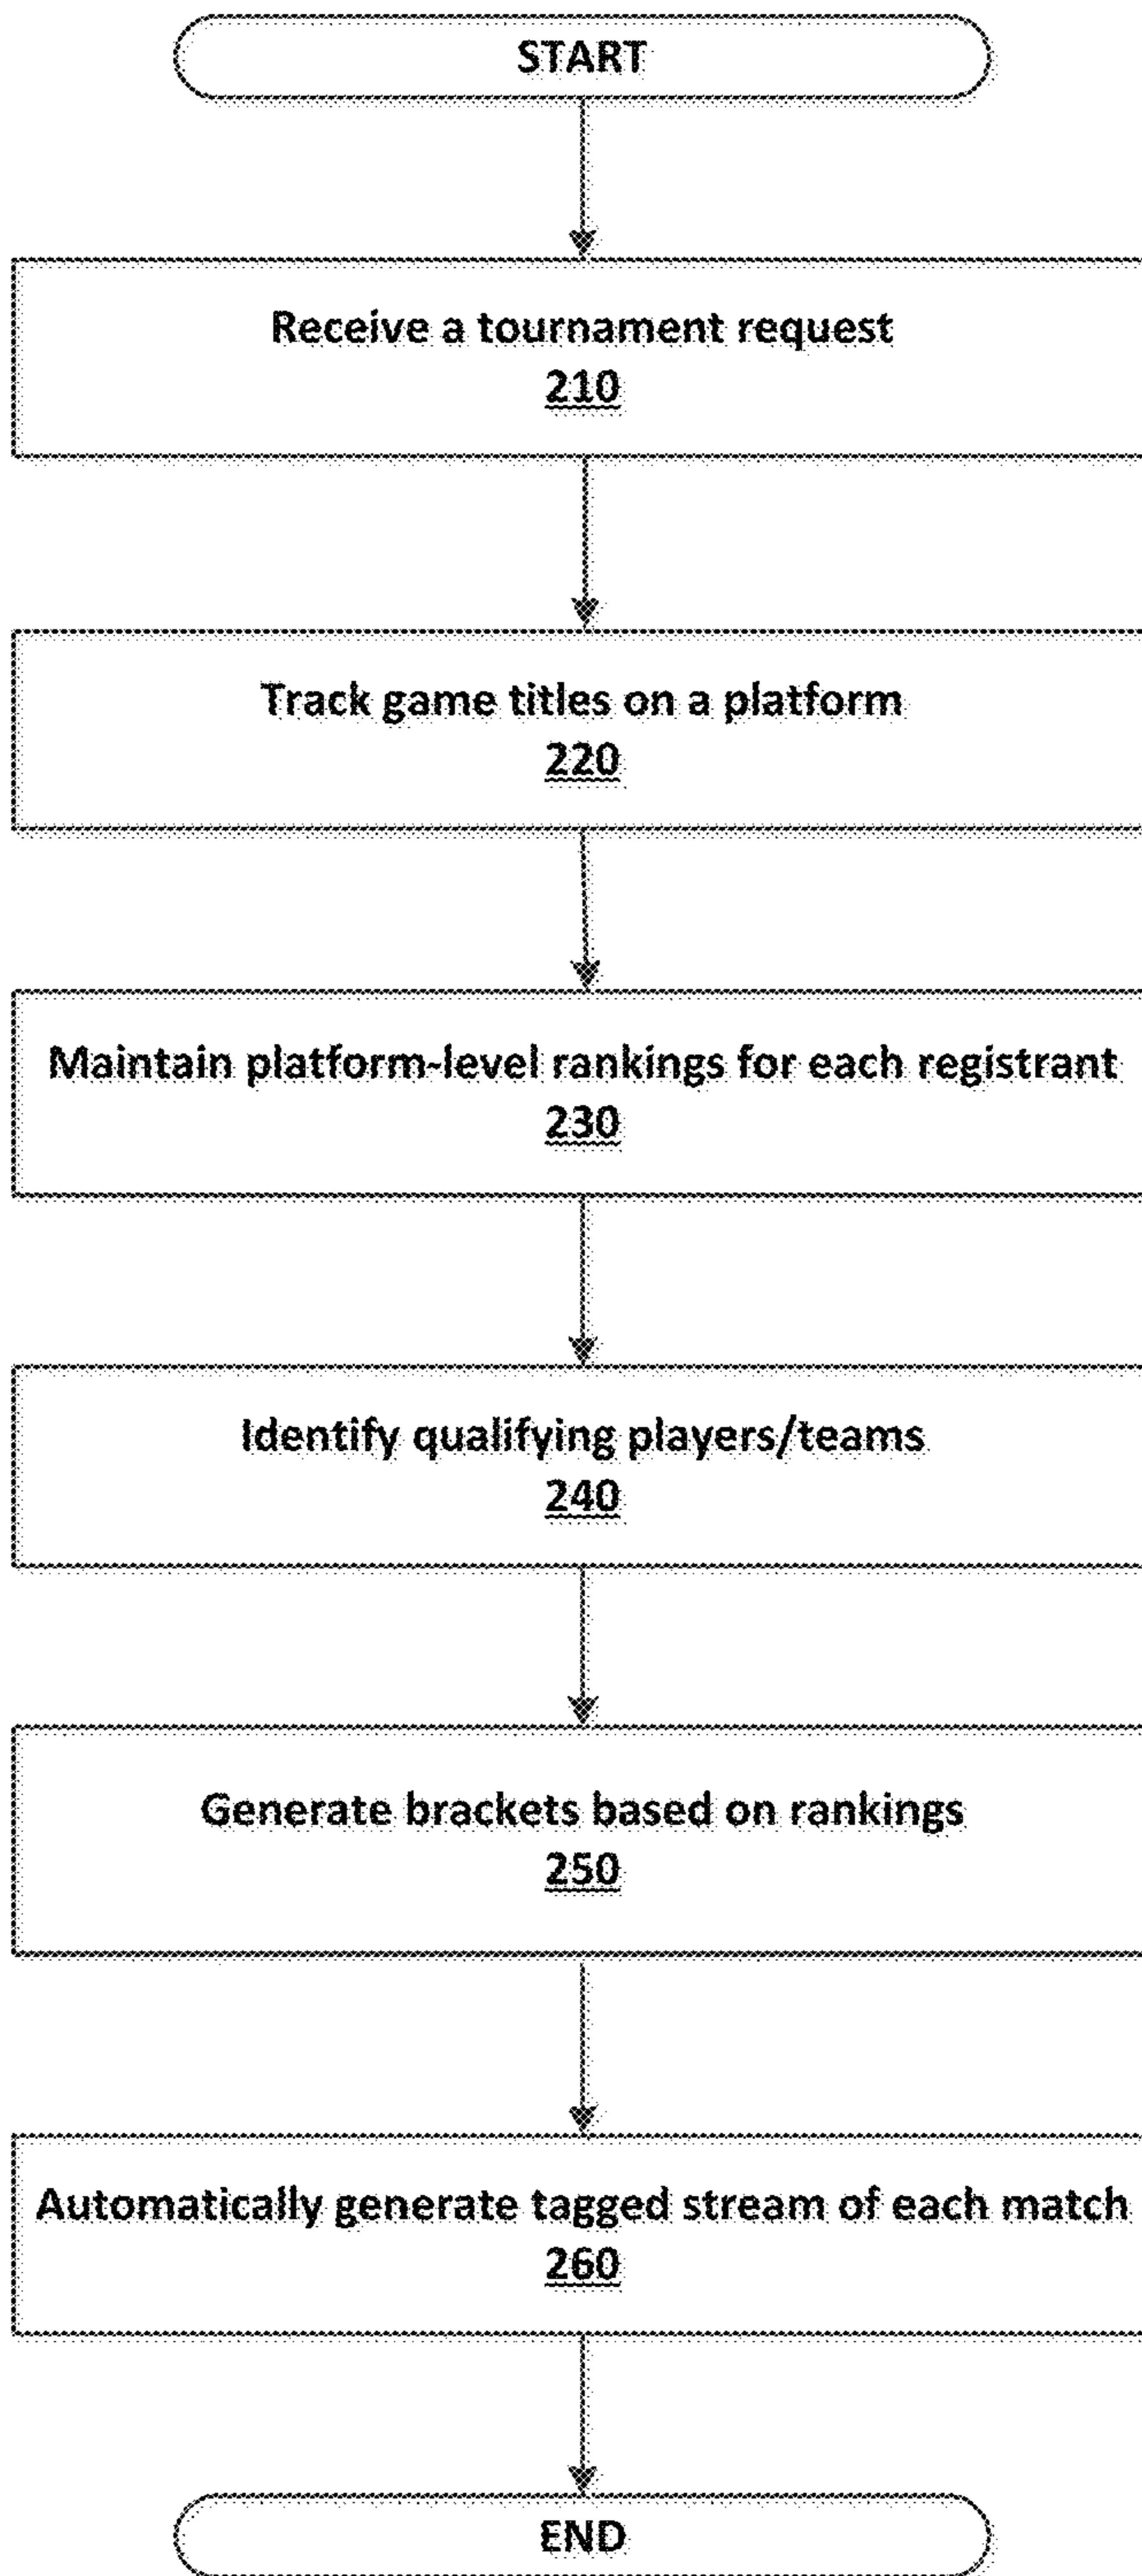 START
Receive a tournament request
210
Track game titles on a platform
220
Maintain platform-level rankings for each registrant
230
Identify qualifying players/teams
240
Generate brackets based on rankings
250
Automatically generate tagged stream of each match
260
END